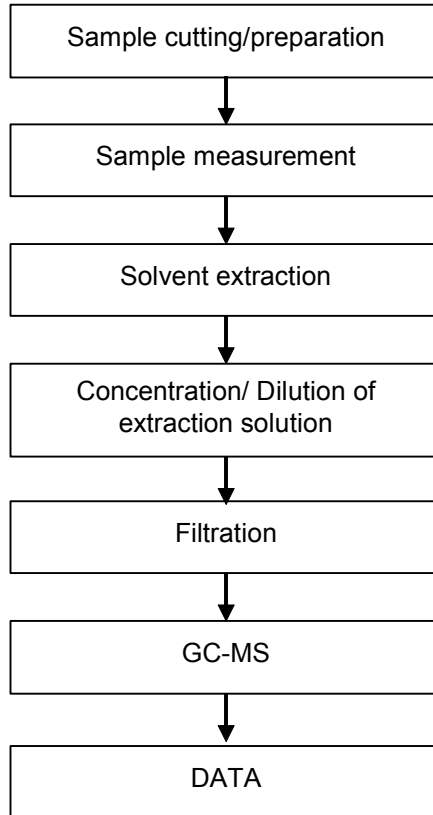 Sample cutting/preparation
Sample measurement
Solvent extraction
Concentration/ Dilution of
extraction solution
Filtration
GC-MS
DATA